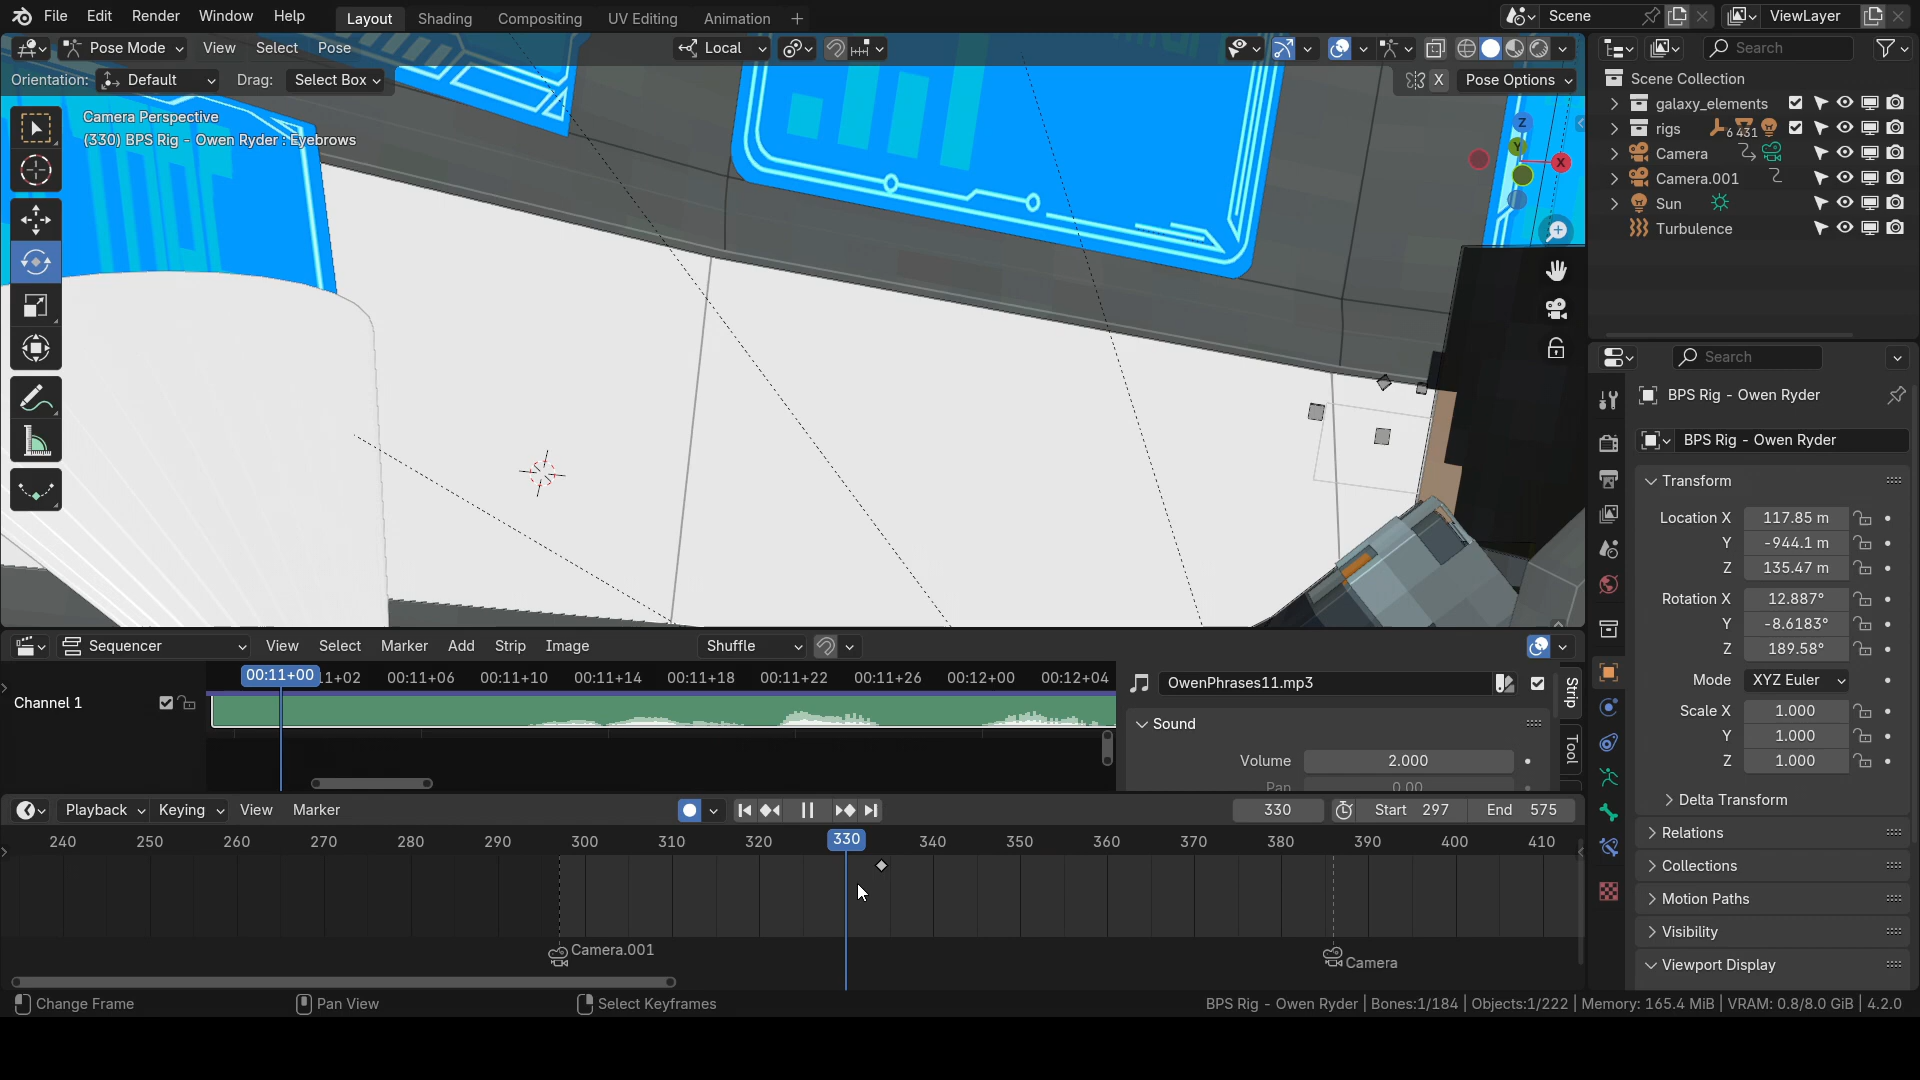 File Edit Render Window Help Layout Shading Compositing UV Editing Animation + Scene ViewLayer
Pose Mode View Select Pose Local Search
Orientation: Default Drag: Select Box X Pose Options
Scene Collection
Camera Perspective
(330) BPS Rig - Owen Ryder : Eyebrows
galaxy_elements
rigs 6 431
Camera
Camera.001
Sun
Turbulence
Z
Y
X
Search
BPS Rig - Owen Ryder
BPS Rig - Owen Ryder
Transform
Location X 117.85 m
Y -944.1 m
Z 135.47 m
Rotation X 12.887°
Y -8.6183°
Z 189.58°
Mode XYZ Euler
Scale X 1.000
Y 1.000
Z 1.000
Delta Transform
Relations
Collections
Motion Paths
Visibility
Viewport Display
Sequencer View Select Marker Add Strip Image Shuffle
00:11+00 11+02 00:11+06 00:11+10 00:11+14 00:11+18 00:11+22 00:11+26 00:12+00 00:12+04
Channel 1
OwenPhrases11.mp3
Sound
Volume 2.000
Pan 0.00
Strip
Tool
Playback Keying View Marker 330 Start 297 End 575
240 250 260 270 280 290 300 310 320 330 340 350 360 370 380 390 400 410
Camera.001
Camera
Change Frame Pan View Select Keyframes BPS Rig - Owen Ryder | Bones:1/184 | Objects:1/222 | Memory: 165.4 MiB | VRAM: 0.8/8.0 GiB | 4.2.0